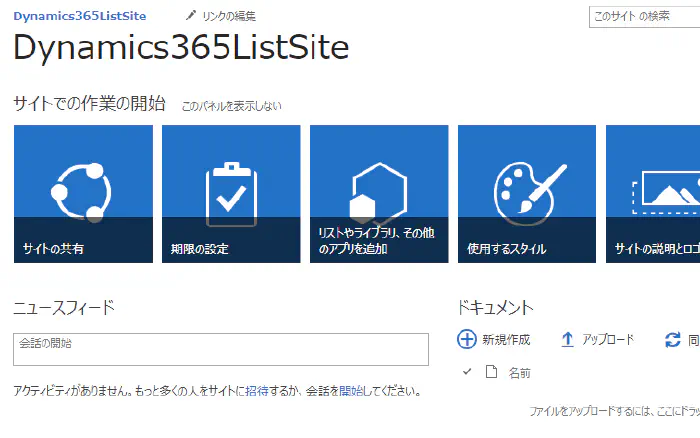 Dynamics365ListSite リンクの編集 このサイト の検索
Dynamics365ListSite
サイトでの作業の開始 このパネルを表示しない
サイトの共有
期限の設定
リストやライブラリ、その他
のアプリを追加
使用するスタイル
サイトの説明とロゴ
ニュースフィード
会話の開始
アクティビティがありません。もっと多くの人をサイトに招待するか、会話を開始してください。
ドキュメント
新規作成 アップロード 同
名前
ファイルをアップロードするには、ここにドラッ